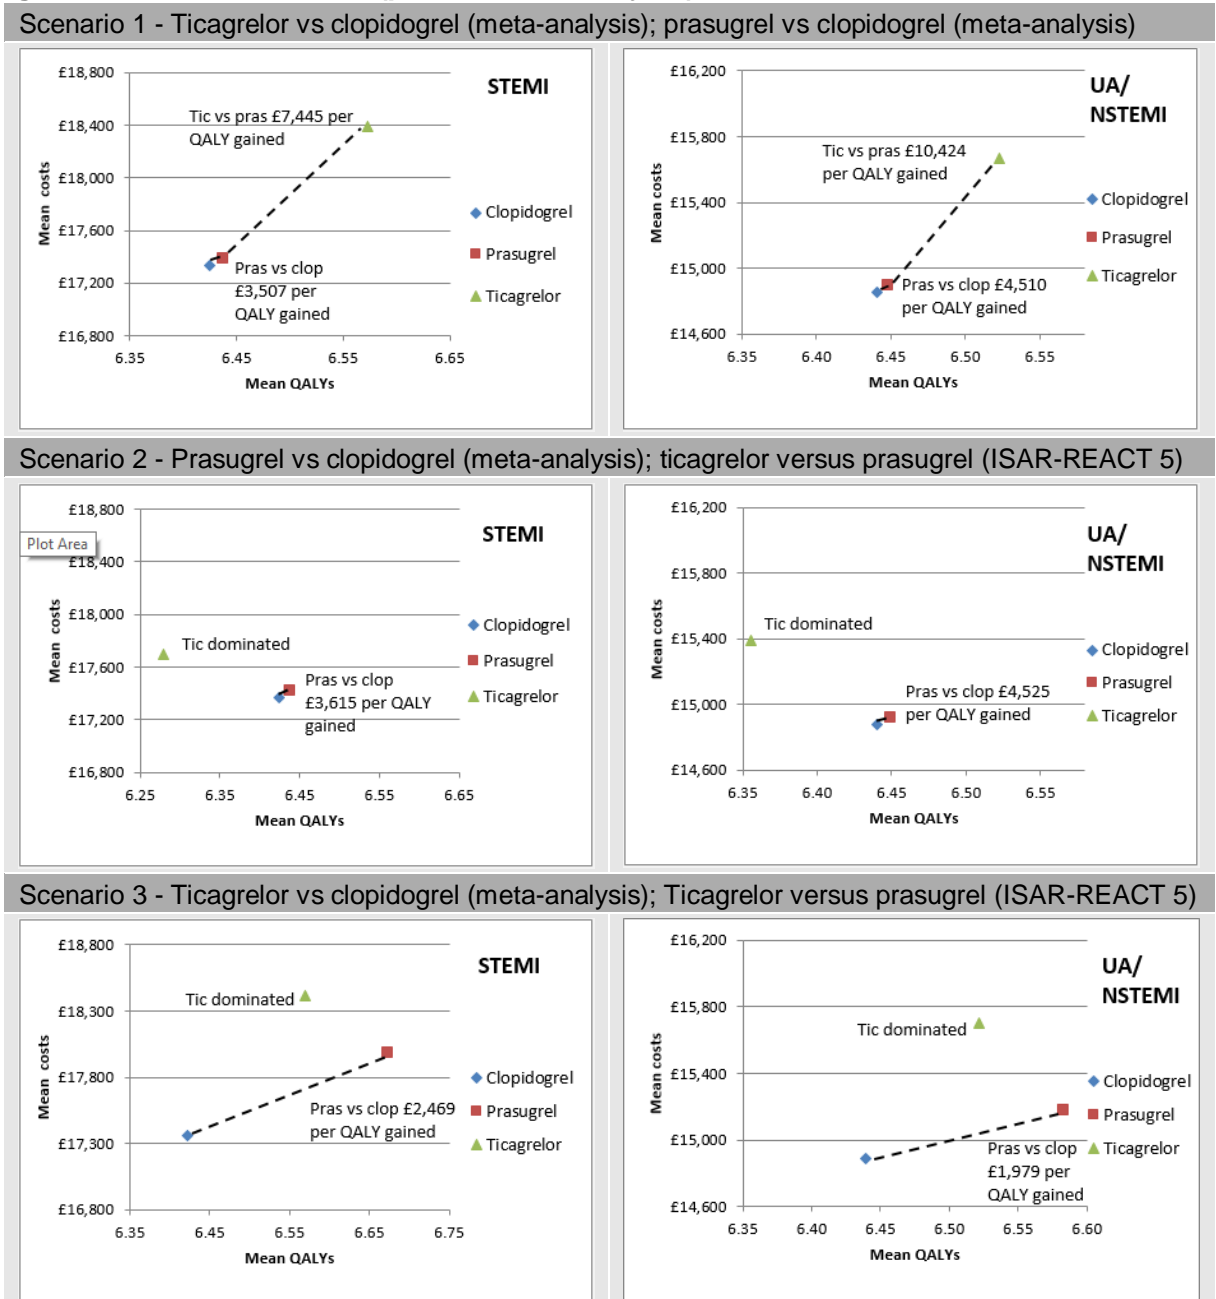 Scenario 1 - Ticagrelor vs clopidogrel (meta-analysis); prasugrel vs clopidogrel (meta-analysis)
£18,800
£18,400
£18,000
£17,600
£17,200
£16,800
Mean costs
STEMI
Tic vs pras £7,445 per
QALY gained
Pras vs clop
£3,507 per
QALY gained
Clopidogrel
Prasugrel
Ticagrelor
6.35 6.45 6.55 6.65
Mean QALYs
£16,200
£15,800
£15,400
£15,000
£14,600
Mean costs
UA/
NSTEMI
Tic vs pras £10,424
per QALY gained
Pras vs clop £4,510
per QALY gained
Clopidogrel
Prasugrel
Ticagrelor
6.35 6.40 6.45 6.50 6.55
Mean QALYs
Scenario 2 - Prasugrel vs clopidogrel (meta-analysis); ticagrelor versus prasugrel (ISAR-REACT 5)
£18,800
Plot Area
£18,400
£18,000
£17,600
£17,200
£16,800
Mean costs
STEMI
Tic dominated
Pras vs clop
£3,615 per QALY
gained
Clopidogrel
Prasugrel
Ticagrelor
6.25 6.35 6.45 6.55 6.65
Mean QALYs
£16,200
£15,800
£15,400
£15,000
£14,600
Mean costs
UA/
NSTEMI
Tic dominated
Pras vs clop £4,525
per QALY gained
Clopidogrel
Prasugrel
Ticagrelor
6.35 6.40 6.45 6.50 6.55
Mean QALYs
Scenario 3 - Ticagrelor vs clopidogrel (meta-analysis); Ticagrelor versus prasugrel (ISAR-REACT 5)
£18,800
£18,300
£17,800
£17,300
£16,800
Mean costs
STEMI
Tic dominated
Pras vs clop £2,469
per QALY gained
Clopidogrel
Prasugrel
Ticagrelor
6.35 6.45 6.55 6.65 6.75
Mean QALYs
£16,200
£15,800
£15,400
£15,000
£14,600
Mean costs
UA/
NSTEMI
Tic dominated
Pras vs clop
£1,979 per
QALY gained
Clopidogrel
Prasugrel
Ticagrelor
6.35 6.40 6.45 6.50 6.55 6.60
Mean QALYs